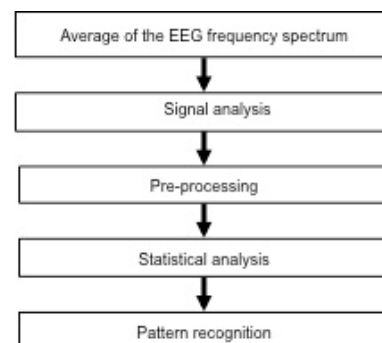 Average of the EEG frequency spectrum
Signal analysis
Pre-processing
Statistical analysis
Pattern recognition